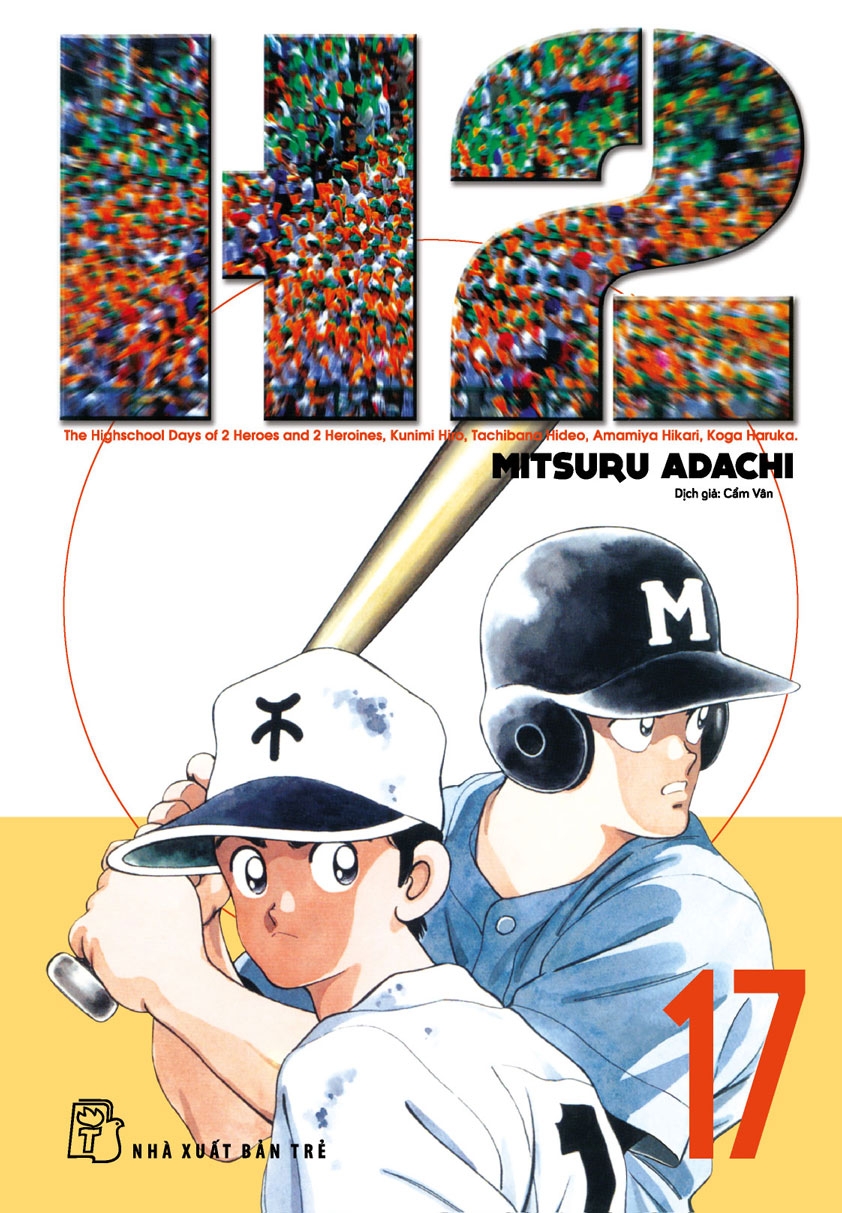 H2
The Highschool Days of 2 Heroes and 2 Heroines, Kunimi Hiro, Tachibana Hideo, Amamiya Hikari, Koga Haruka.
MITSURU ADACHI
Dịch giả: Cẩm Vân
M
1
17
T
NHÀ XUẤT BẢN TRẺ